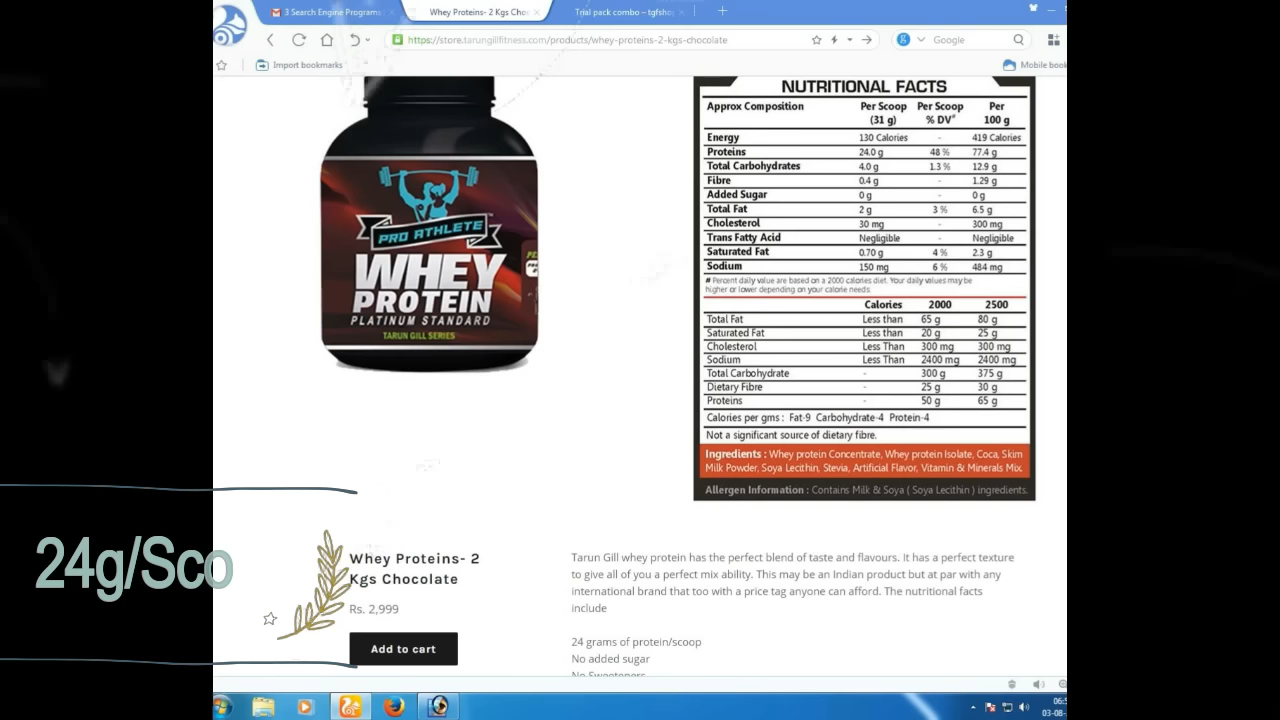 3 Search Engine Programs
Whey Proteins- 2 Kgs Choc
Trial pack combo – tgfshop
https://store.tarungillfitness.com/products/whey-proteins-2-kgs-chocolate
Google
Import bookmarks
Mobile book
PRO ATHLETE
WHEY
PROTEIN
PLATINUM STANDARD
TARUN GILL SERIES
NUTRITIONAL FACTS
Approx Composition Per Scoop (31 g) Per Scoop % DV# Per 100 g
Energy 130 Calories - 419 Calories
Proteins 24.0 g 48 % 77.4 g
Total Carbohydrates 4.0 g 1.3 % 12.9 g
Fibre 0.4 g - 1.29 g
Added Sugar 0 g - 0 g
Total Fat 2 g 3 % 6.5 g
Cholesterol 30 mg - 300 mg
Trans Fatty Acid Negligible - Negligible
Saturated Fat 0.70 g 4 % 2.3 g
Sodium 150 mg 6 % 484 mg
# Percent daily value are based on a 2000 calories diet. Your daily values may be
higher or lower depending on your calorie needs
Calories 2000 2500
Total Fat Less than 65 g 80 g
Saturated Fat Less than 20 g 25 g
Cholesterol Less Than 300 mg 300 mg
Sodium Less Than 2400 mg 2400 mg
Total Carbohydrate - 300 g 375 g
Dietary Fibre - 25 g 30 g
Proteins - 50 g 65 g
Calories per gms : Fat-9 Carbohydrate-4 Protein-4
Not a significant source of dietary fibre.
Ingredients : Whey protein Concentrate, Whey protein Isolate, Coca, Skim
Milk Powder, Soya Lecithin, Stevia, Artificial Flavor, Vitamin & Minerals Mix.
Allergen Information : Contains Milk & Soya ( Soya Lecithin ) ingredients.
24g/Sco
Whey Proteins- 2
Kgs Chocolate
Rs. 2,999
Add to cart
Tarun Gill whey protein has the perfect blend of taste and flavours. It has a perfect texture
to give all of you a perfect mix ability. This may be an Indian product but at par with any
international brand that too with a price tag anyone can afford. The nutritional facts
include
24 grams of protein/scoop
No added sugar
No Sweeteners